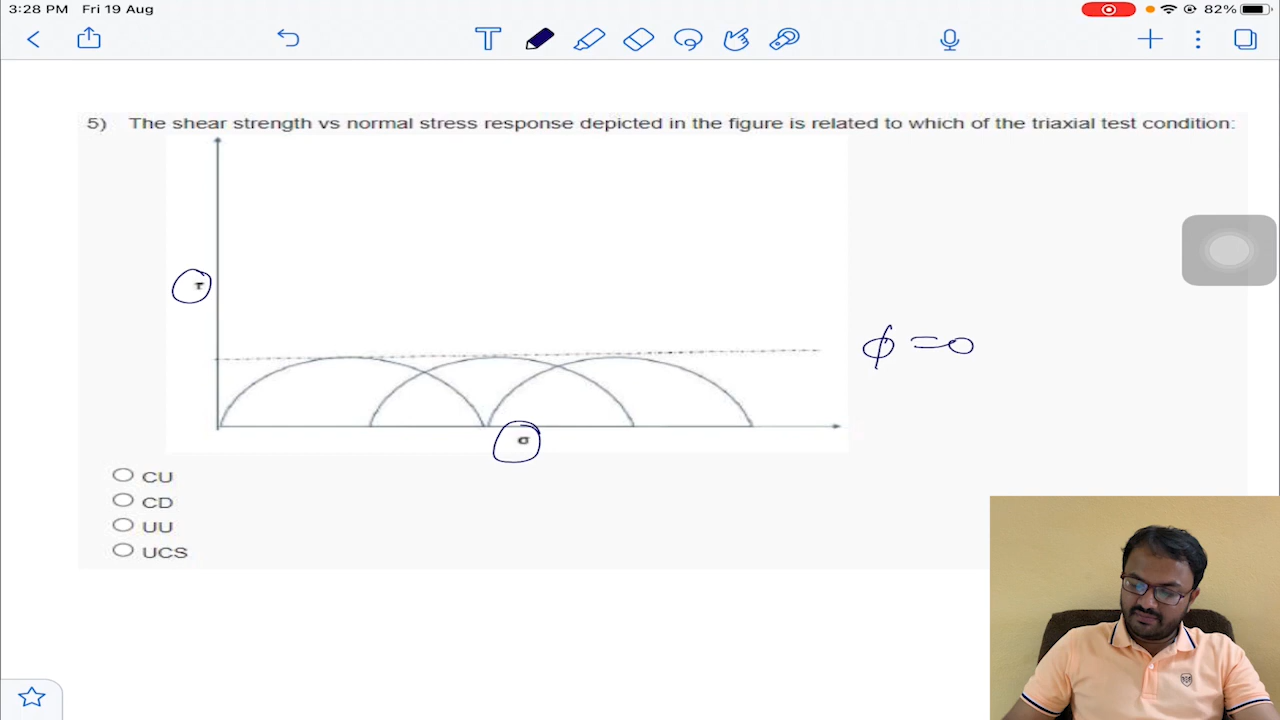 3:28 PM Fri 19 Aug
82%
5) The shear strength vs normal stress response depicted in the figure is related to which of the triaxial test condition:
τ
ϕ = 0
σ
CU
CD
UU
UCS